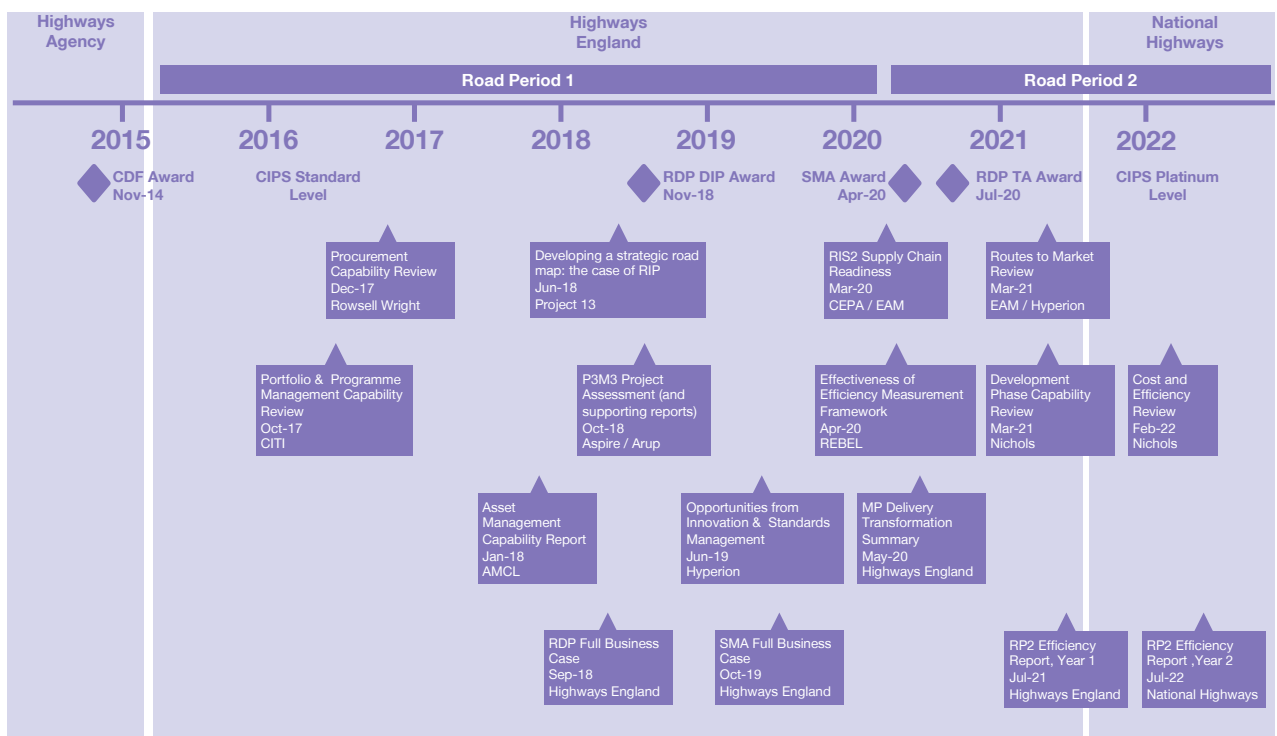 Highways
Agency
Highways
England
National
Highways
Road Period 1
Road Period 2
2015
2016
2017
2018
2019
2020
2021
2022
CDF Award
Nov-14
CIPS Standard
Level
RDP DIP Award
Nov-18
SMA Award
Apr-20
RDP TA Award
Jul-20
CIPS Platinum
Level
Procurement
Capability Review
Dec-17
Rowsell Wright
Developing a strategic road
map: the case of RIP
Jun-18
Project 13
RIS2 Supply Chain
Readiness
Mar-20
CEPA / EAM
Routes to Market
Review
Mar-21
EAM / Hyperion
Portfolio & Programme
Management Capability
Review
Oct-17
CITI
P3M3 Project
Assessment (and
supporting reports)
Oct-18
Aspire / Arup
Effectiveness of
Efficiency Measurement
Framework
Apr-20
REBEL
Development
Phase Capability
Review
Mar-21
Nichols
Cost and
Efficiency
Review
Feb-22
Nichols
Asset
Management
Capability Report
Jan-18
AMCL
Opportunities from
Innovation & Standards
Management
Jun-19
Hyperion
MP Delivery
Transformation
Summary
May-20
Highways England
RDP Full Business
Case
Sep-18
Highways England
SMA Full Business
Case
Oct-19
Highways England
RP2 Efficiency
Report, Year 1
Jul-21
Highways England
RP2 Efficiency
Report ,Year 2
Jul-22
National Highways